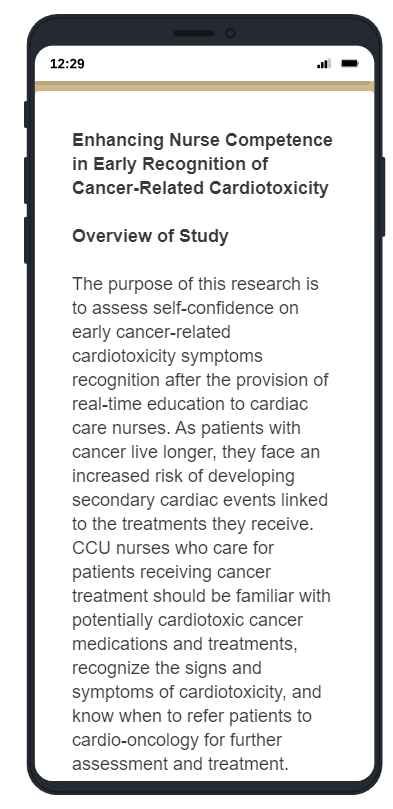 12:29
Enhancing Nurse Competence
in Early Recognition of
Cancer-Related Cardiotoxicity
Overview of Study
The purpose of this research is
to assess self-confidence on
early cancer-related
cardiotoxicity symptoms
recognition after the provision of
real-time education to cardiac
care nurses. As patients with
cancer live longer, they face an
increased risk of developing
secondary cardiac events linked
to the treatments they receive.
CCU nurses who care for
patients receiving cancer
treatment should be familiar with
potentially cardiotoxic cancer
medications and treatments,
recognize the signs and
symptoms of cardiotoxicity, and
know when to refer patients to
cardio-oncology for further
assessment and treatment.